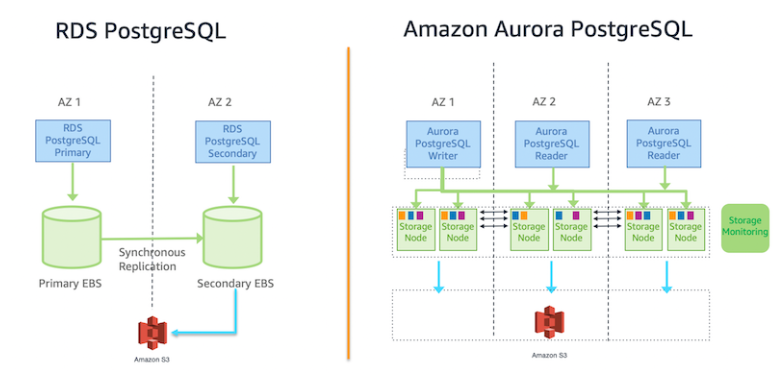 RDS PostgreSQL
AZ 1
AZ 2
RDS
PostgreSQL
Primary
RDS
PostgreSQL
Secondary
Synchronous
Replication
Primary EBS
Secondary EBS
Amazon S3
Amazon Aurora PostgreSQL
AZ 1
AZ 2
AZ 3
Aurora
PostgreSQL
Writer
Aurora
PostgreSQL
Reader
Aurora
PostgreSQL
Reader
Storage
Node
Storage
Node
Storage
Node
Storage
Node
Storage
Node
Storage
Node
Storage
Monitoring
Amazon S3